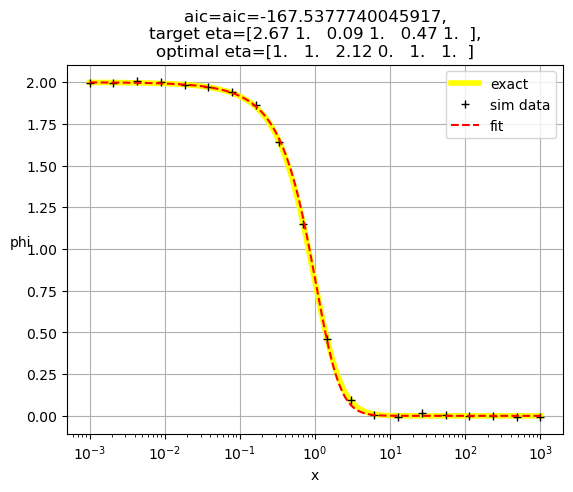 aic=aic=-167.5377740045917,
target eta=[2.67 1.   0.09 1.   0.47 1.  ],
optimal eta=[1.   1.   2.12 0.   1.   1.  ]
exact
sim data
fit
2.00
1.75
1.50
1.25
1.00
0.75
0.50
0.25
0.00
phi
10⁻³
10⁻²
10⁻¹
10⁰
10¹
10²
10³
x